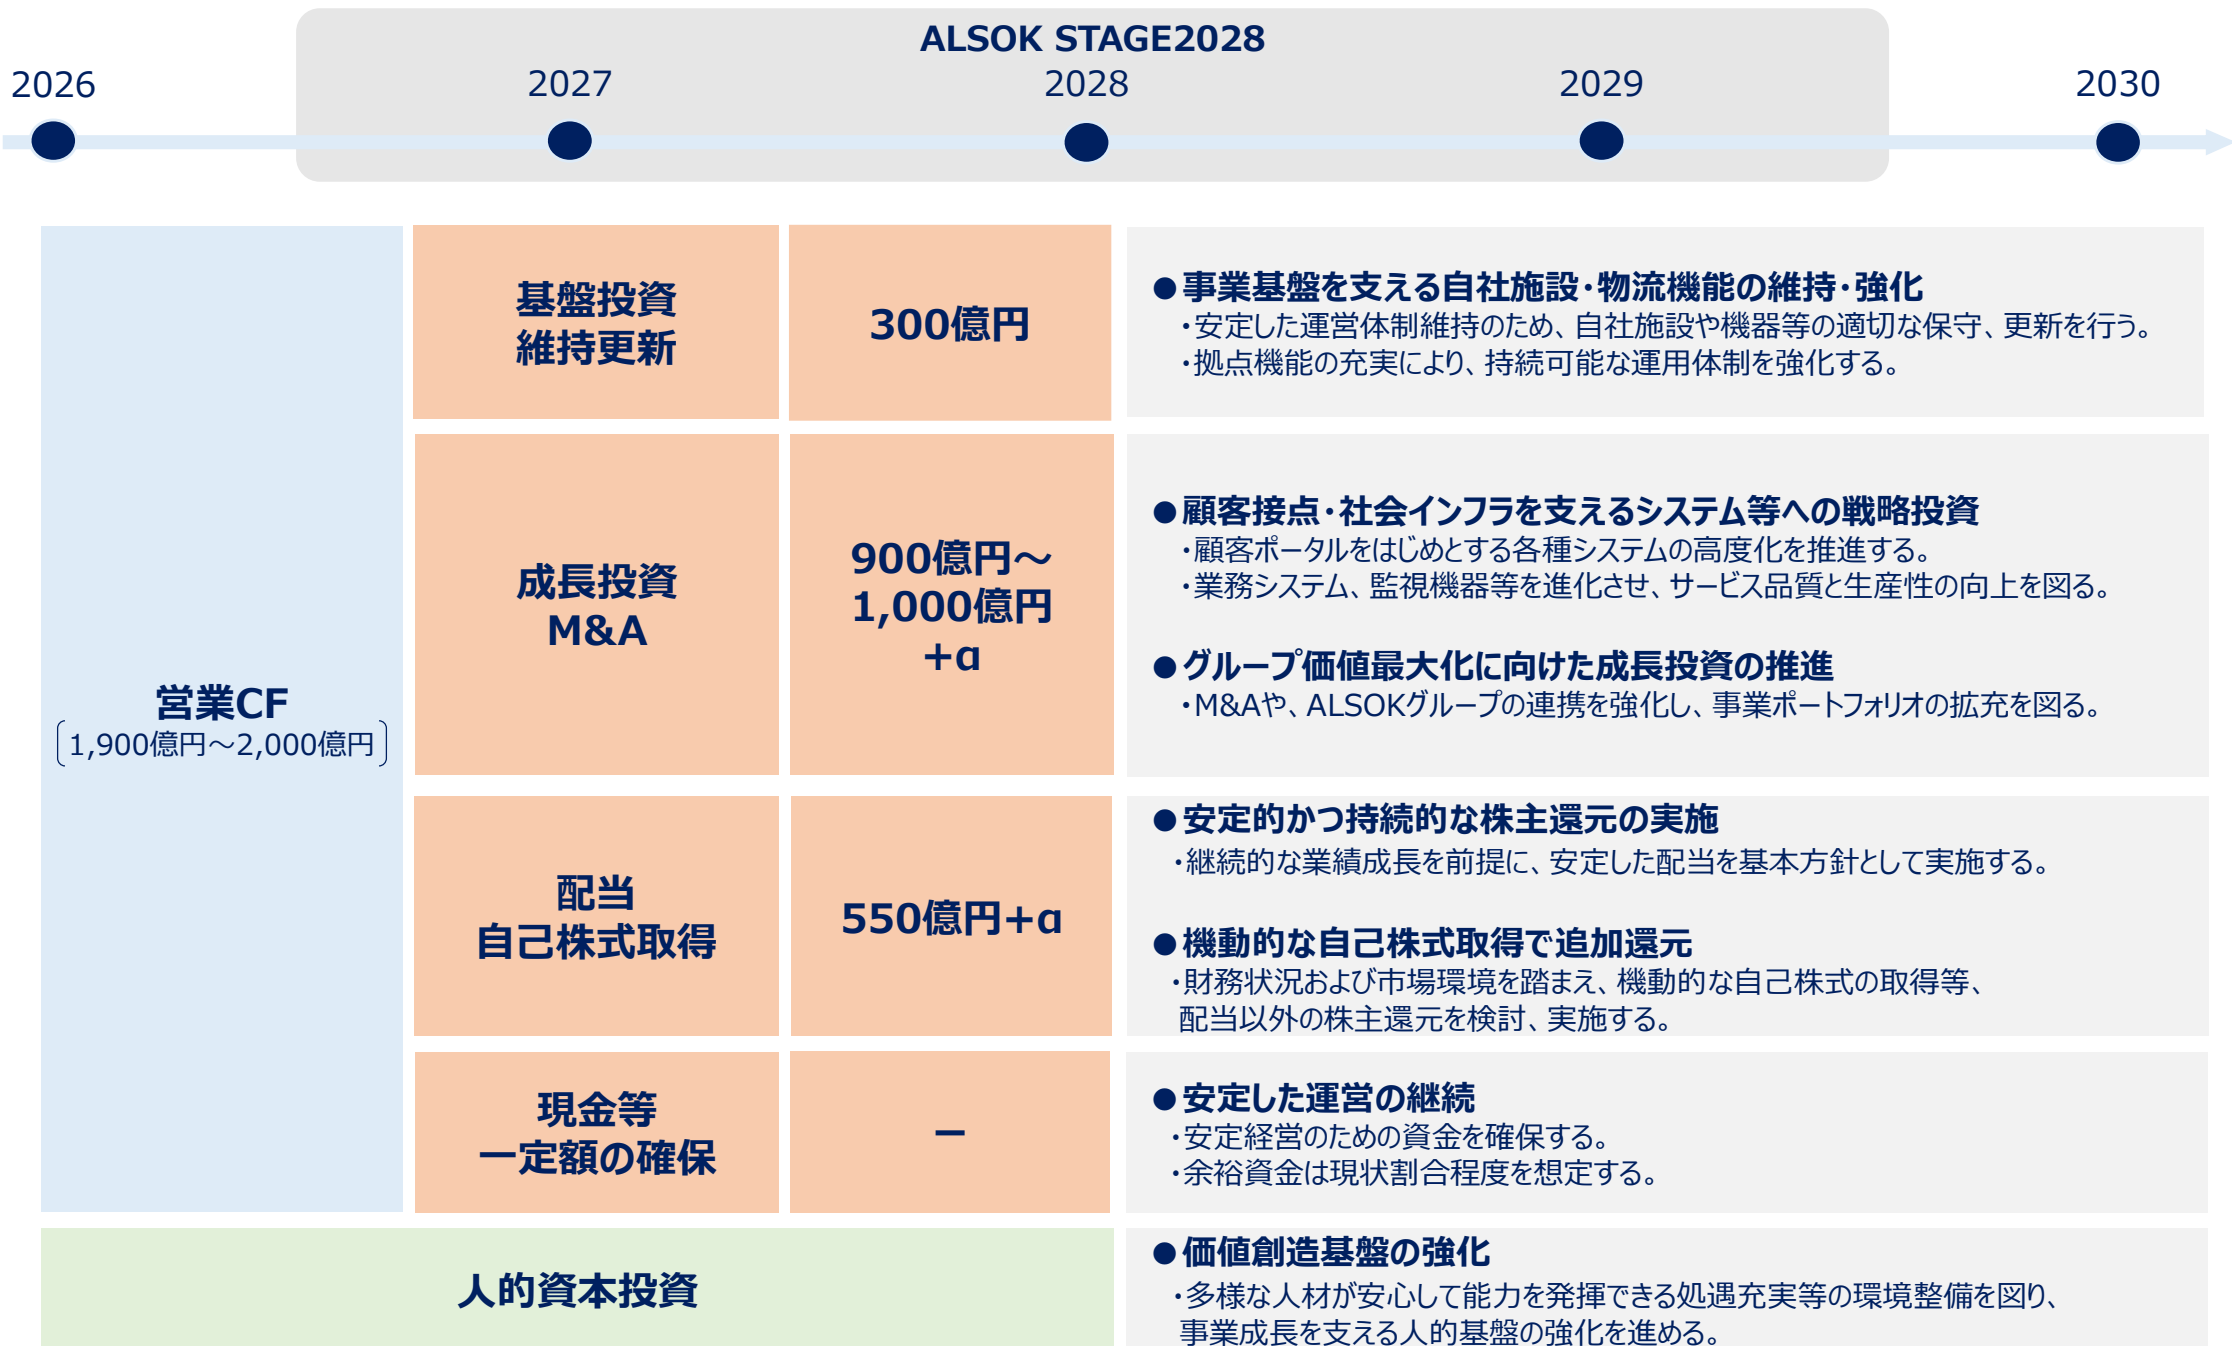 ALSOK STAGE2028
2026
2027
2028
2029
2030
営業CF
1,900億円～2,000億円
基盤投資
維持更新
300億円
●事業基盤を支える自社施設・物流機能の維持・強化
・安定した運営体制維持のため、自社施設や機器等の適切な保守、更新を行う。
・拠点機能の充実により、持続可能な運用体制を強化する。
成長投資
M&A
900億円～
1,000億円
+α
●顧客接点・社会インフラを支えるシステム等への戦略投資
・顧客ポータルをはじめとする各種システムの高度化を推進する。
・業務システム、監視機器等を進化させ、サービス品質と生産性の向上を図る。
●グループ価値最大化に向けた成長投資の推進
・M&Aや、ALSOKグループの連携を強化し、事業ポートフォリオの拡充を図る。
配当
自己株式取得
550億円+α
●安定的かつ持続的な株主還元の実施
・継続的な業績成長を前提に、安定した配当を基本方針として実施する。
●機動的な自己株式取得で追加還元
・財務状況および市場環境を踏まえ、機動的な自己株式の取得等、
配当以外の株主還元を検討、実施する。
現金等
一定額の確保
－
●安定した運営の継続
・安定経営のための資金を確保する。
・余裕資金は現状割合程度を想定する。
人的資本投資
●価値創造基盤の強化
・多様な人材が安心して能力を発揮できる処遇充実等の環境整備を図り、
事業成長を支える人的基盤の強化を進める。